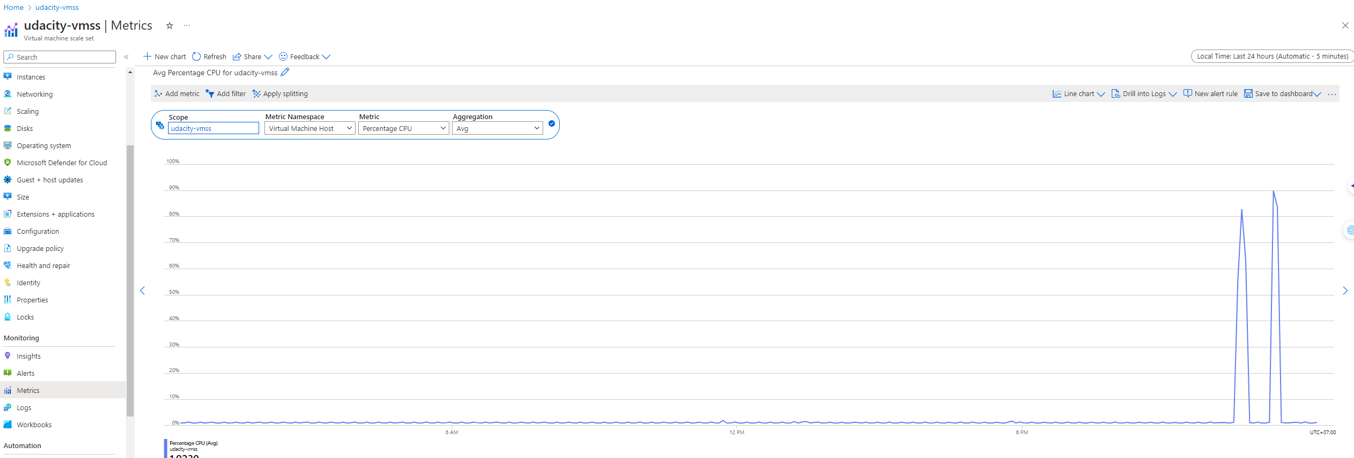 Home > udacity-vmss
udacity-vmss | Metrics ☆ ...
Virtual machine scale set
Search
Instances
Networking
Scaling
Disks
Operating system
Microsoft Defender for Cloud
Guest + host updates
Size
Extensions + applications
Configuration
Upgrade policy
Health and repair
Identity
Properties
Locks
Monitoring
Insights
Alerts
Metrics
Logs
Workbooks
Automation
New chart Refresh Share Feedback
Local Time: Last 24 hours (Automatic - 5 minutes)
Avg Percentage CPU for udacity-vmss
Add metric Add filter Apply splitting
Line chart Drill into Logs New alert rule Save to dashboard ...
Scope Metric Namespace Metric Aggregation
udacity-vmss Virtual Machine Host Percentage CPU Avg
100%
90%
80%
70%
60%
50%
40%
30%
20%
10%
0%
6 AM 12 PM 6 PM UTC+07:00
Percentage CPU (Avg)
udacity-vmss